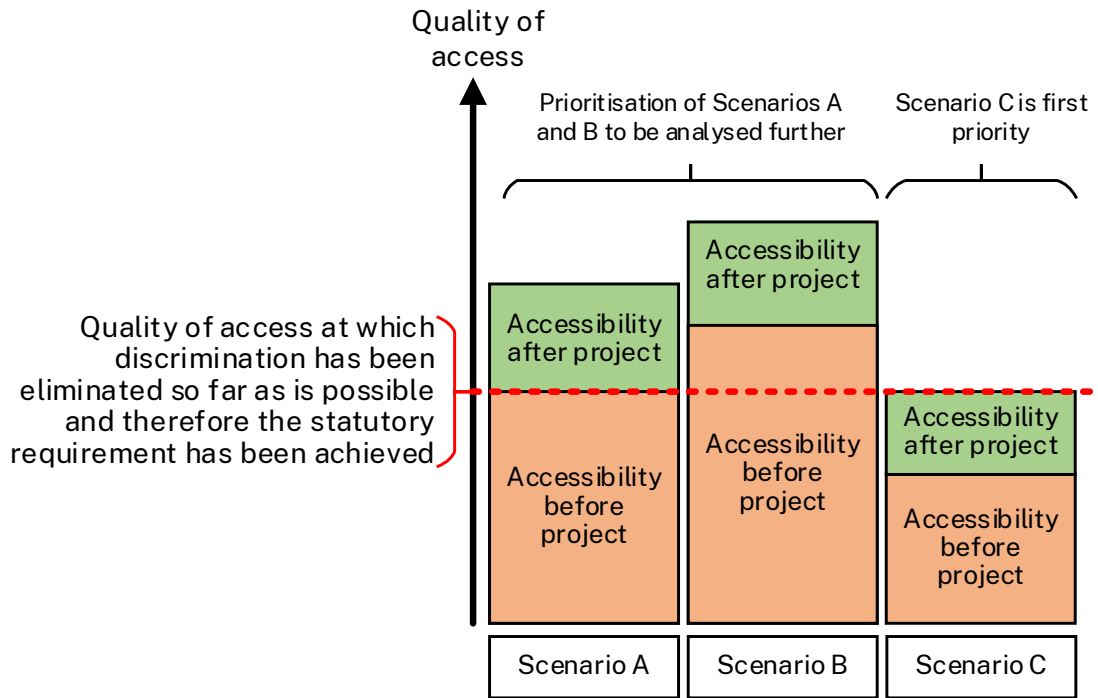 Quality of
access
Prioritisation of Scenarios A
and B to be analysed further
Scenario C is first
priority
Quality of access at which
discrimination has been
eliminated so far as is possible
and therefore the statutory
requirement has been achieved
Accessibility
after project
Accessibility
before
project
Accessibility
after project
Accessibility
before
project
Accessibility
after project
Accessibility
before
project
Scenario A
Scenario B
Scenario C